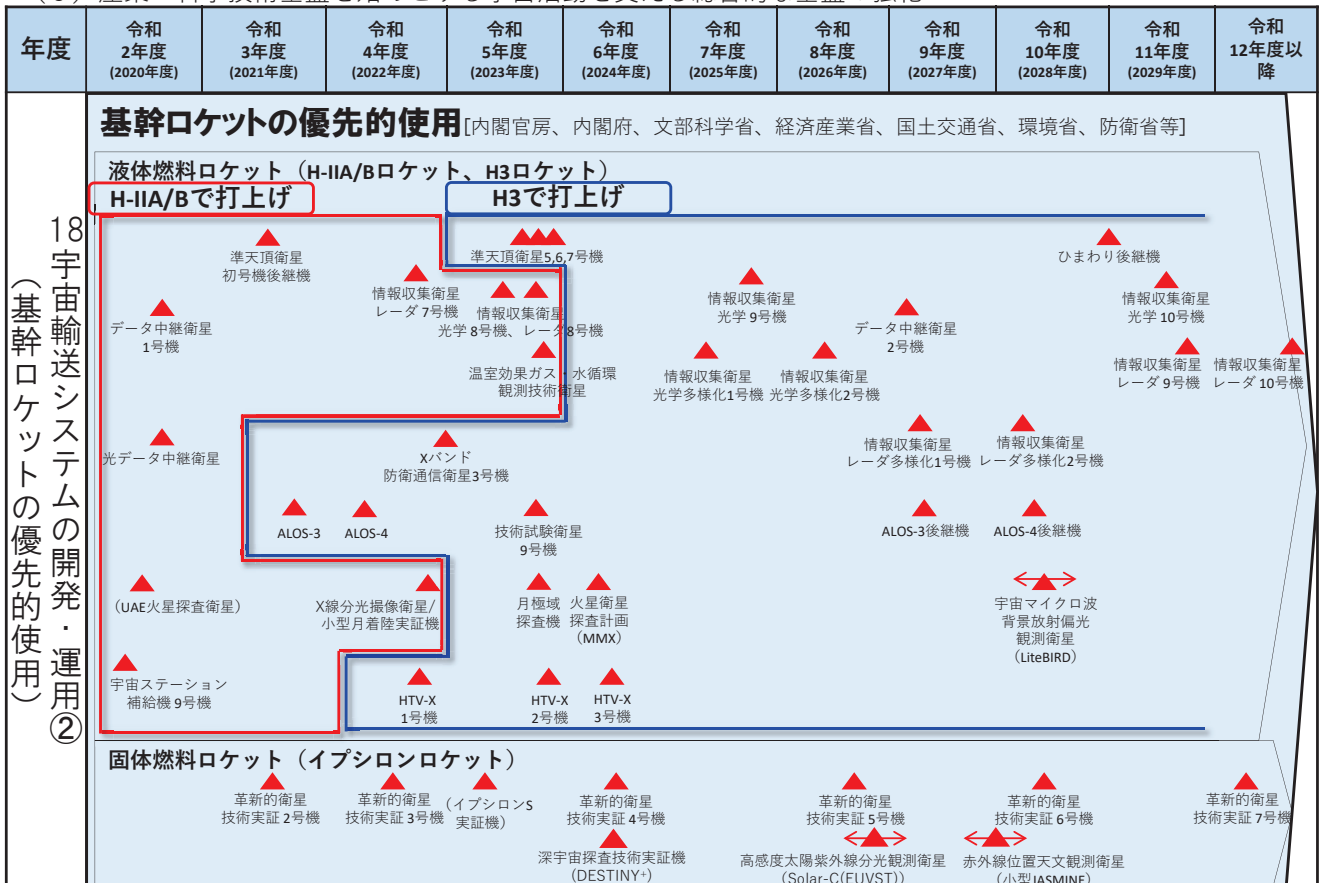 年度
令和
2年度
(2020年度)
令和
3年度
(2021年度)
令和
4年度
(2022年度)
令和
5年度
(2023年度)
令和
6年度
(2024年度)
令和
7年度
(2025年度)
令和
8年度
(2026年度)
令和
9年度
(2027年度)
令和
10年度
(2028年度)
令和
11年度
(2029年度)
令和
12年度以
降
18宇宙輸送システムの開発・運用②
（基幹ロケットの優先的使用）
基幹ロケットの優先的使用[内閣官房、内閣府、文部科学省、経済産業省、国土交通省、環境省、防衛省等]
液体燃料ロケット（H-IIA/Bロケット、H3ロケット）
H-IIA/Bで打上げ
H3で打上げ
準天頂衛星
初号機後継機
準天頂衛星5,6,7号機
ひまわり後継機
データ中継衛星
1号機
情報収集衛星
レーダ 7号機
情報収集衛星
光学 8号機、レーダ8号機
情報収集衛星
光学 9号機
データ中継衛星
2号機
情報収集衛星
光学 10号機
温室効果ガス・水循環
観測技術衛星
情報収集衛星
光学多様化1号機
情報収集衛星
光学多様化2号機
情報収集衛星
レーダ 9号機
情報収集衛星
レーダ 10号機
光データ中継衛星
Xバンド
防衛通信衛星3号機
情報収集衛星
レーダ多様化1号機
情報収集衛星
レーダ多様化2号機
ALOS-3
ALOS-4
技術試験衛星
9号機
ALOS-3後継機
ALOS-4後継機
(UAE火星探査衛星)
X線分光撮像衛星/
小型月着陸実証機
月極域
探査機
火星衛星
探査計画
（MMX）
宇宙マイクロ波
背景放射偏光
観測衛星
（LiteBIRD）
宇宙ステーション
補給機 9号機
HTV-X
1号機
HTV-X
2号機
HTV-X
3号機
固体燃料ロケット（イプシロンロケット）
革新的衛星
技術実証 2号機
革新的衛星
技術実証 3号機
（イプシロンS
実証機）
革新的衛星
技術実証 4号機
革新的衛星
技術実証 5号機
革新的衛星
技術実証 6号機
革新的衛星
技術実証 7号機
深宇宙探査技術実証機
（DESTINY⁺）
高感度太陽紫外線分光観測衛星
（Solar-C(EUVST)）
赤外線位置天文観測衛星
（小型JASMINE）